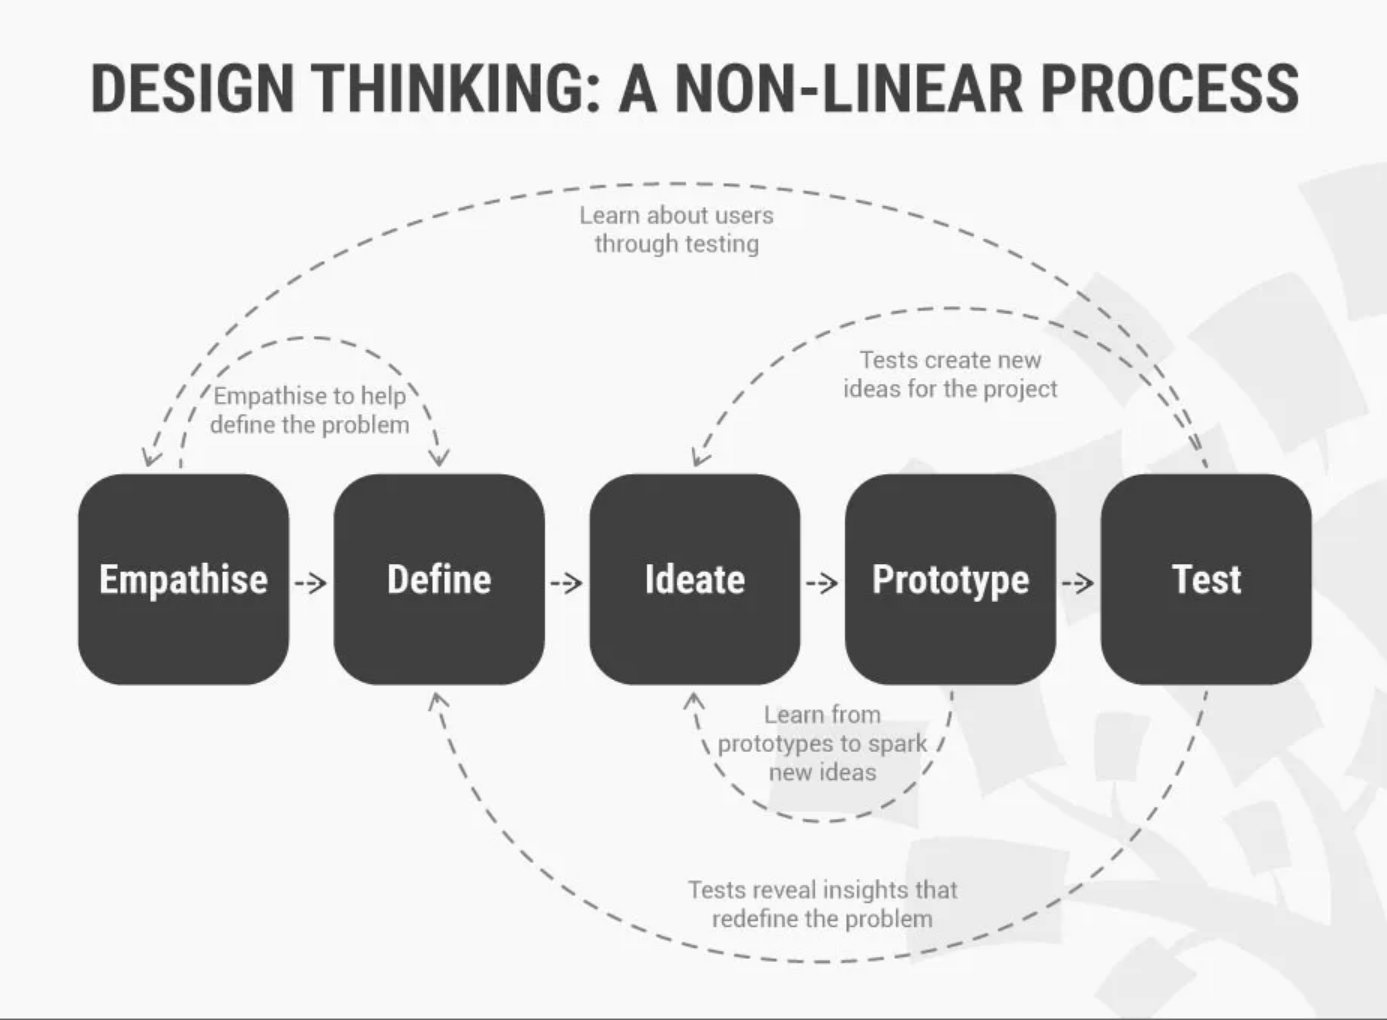 DESIGN THINKING: A NON-LINEAR PROCESS
Learn about users
through testing
Empathise to help
define the problem
Tests create new
ideas for the project
Empathise
Define
Ideate
Prototype
Test
Learn from
prototypes to spark
new ideas
Tests reveal insights that
redefine the problem